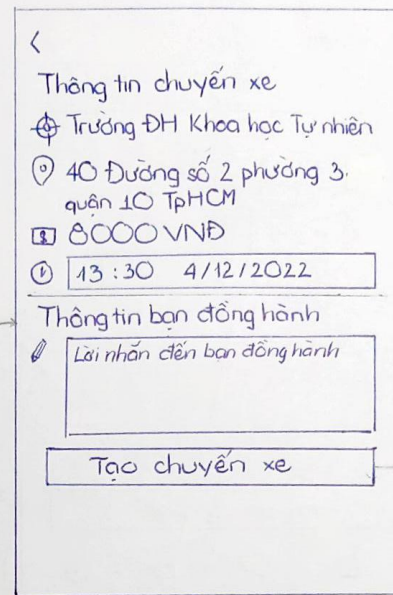 Thông tin chuyến xe
Trường ĐH Khoa học Tự nhiên
40 Đường số 2 phường 3.
quận 10 TpHCM
$ 8000 VNĐ
13 : 30 4/12/2022
Thông tin bạn đồng hành
Lời nhắn đến bạn đồng hành
Tạo chuyến xe